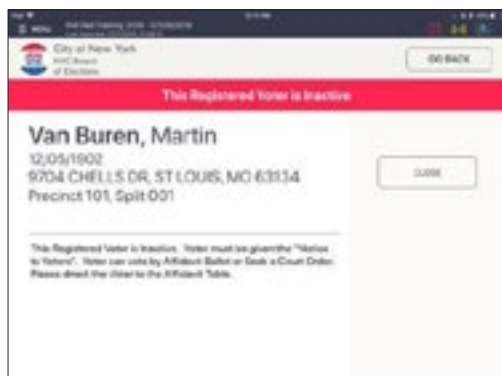 MENU
City of New York
NYC Board
of Elections
GO BACK
This Registered Voter is Inactive
Van Buren, Martin
12/05/1902
9704 CHELLS DR, ST LOUIS, MO 63134
Precinct 101, Split 001
CLOSE
This Registered Voter is Inactive. Voter must be given the "Notice
to Voters". Voter can vote by Affidavit Ballot or Seek a Court Order.
Please direct the Voter to the Affidavit Table.